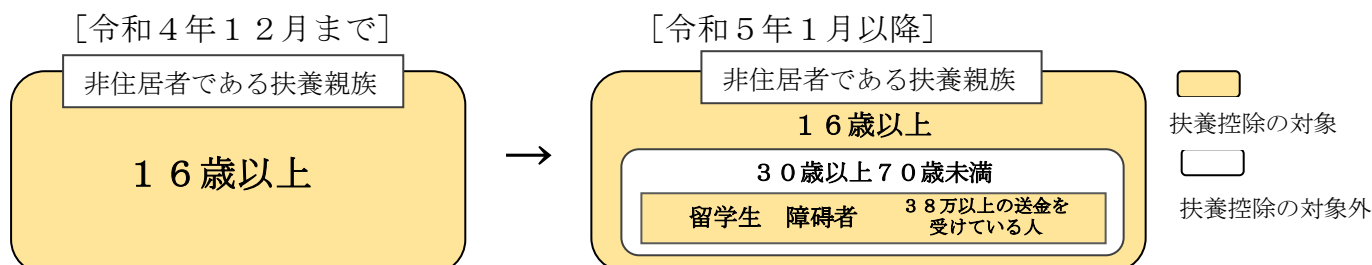 ［令和４年１２月まで］
非住居者である扶養親族
１６歳以上
→
［令和５年１月以降］
非住居者である扶養親族
１６歳以上
３０歳以上７０歳未満
留学生　障碍者　３８万以上の送金を
受けている人
扶養控除の対象
扶養控除の対象外